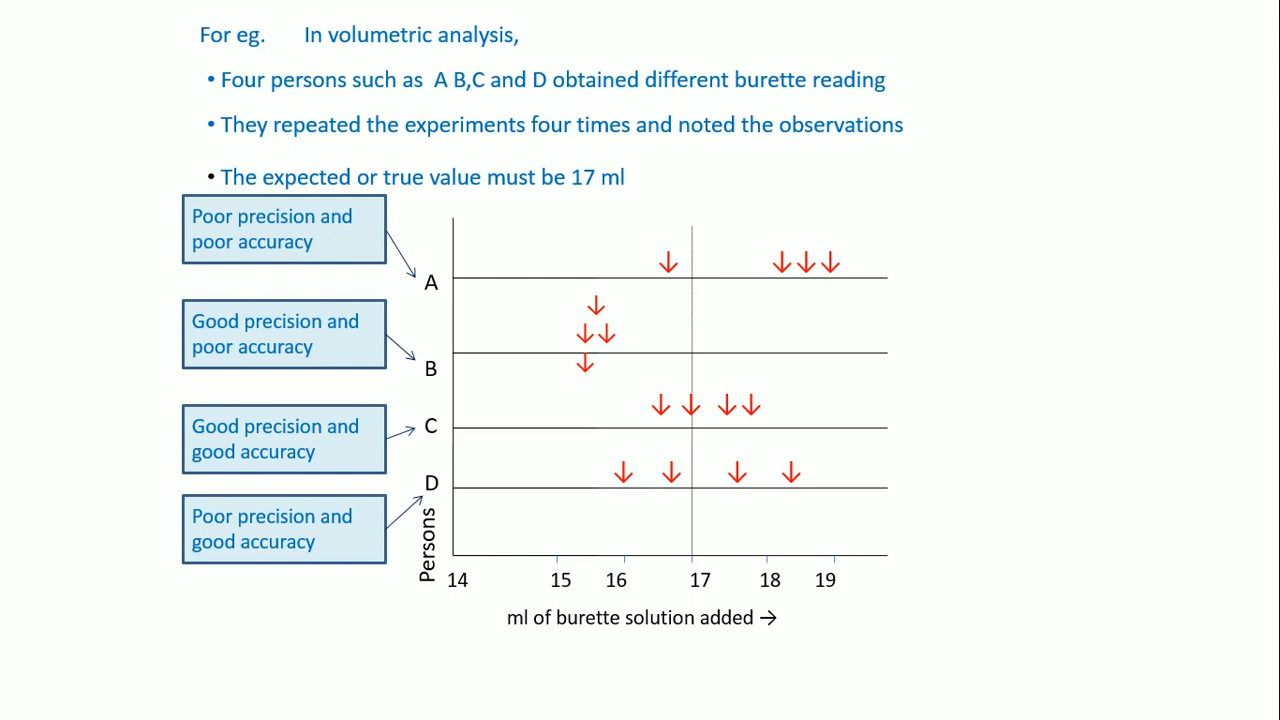 For eg. In volumetric analysis,
• Four persons such as A B,C and D obtained different burette reading
• They repeated the experiments four times and noted the observations
• The expected or true value must be 17 ml
Poor precision and
poor accuracy
A
Good precision and
poor accuracy
B
Good precision and
good accuracy
C
Poor precision and
good accuracy
D
Persons
14 15 16 17 18 19
ml of burette solution added →